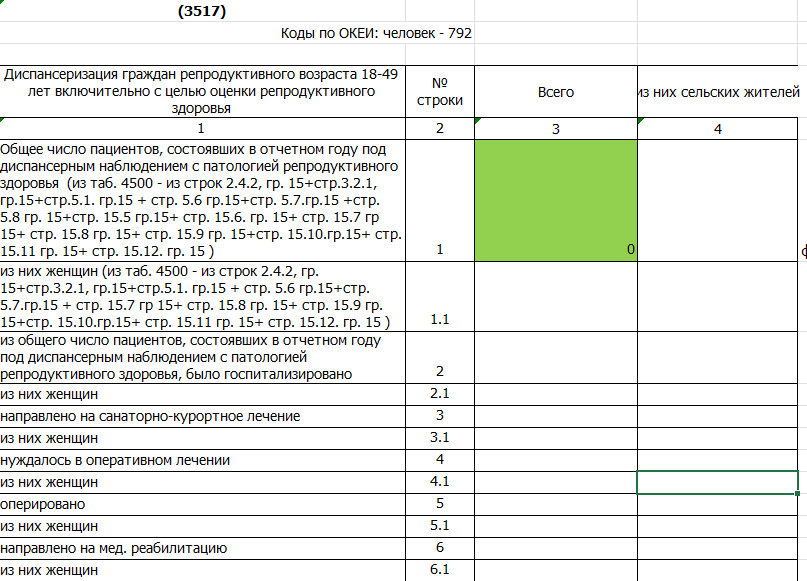 (3517)
Коды по ОКЕИ: человек - 792
Диспансеризация граждан репродуктивного возраста 18-49
лет включительно с целью оценки репродуктивного
здоровья
№
строки
Всего
из них сельских жителей
1
2
3
4
Общее число пациентов, состоявших в отчетном году под
диспансерным наблюдением с патологией репродуктивного
здоровья (из таб. 4500 - из строк 2.4.2, гр. 15+стр.3.2.1,
гр.15+стр.5.1. гр.15 + стр. 5.6 гр.15+стр. 5.7.гр.15 +стр.
5.8 гр. 15+стр. 15.5 гр.15+ стр. 15.6. гр. 15+ стр. 15.7 гр
15+ стр. 15.8 гр. 15+ стр. 15.9 гр. 15+стр. 15.10.гр.15+ стр.
15.11 гр. 15+ стр. 15.12. гр. 15 )
1
0
из них женщин (из таб. 4500 - из строк 2.4.2, гр.
15+стр.3.2.1, гр.15+стр.5.1. гр.15 + стр. 5.6 гр.15+стр.
5.7.гр.15 + стр. 15.7 гр 15+ стр. 15.8 гр. 15+ стр. 15.9 гр.
15+стр. 15.10.гр.15+ стр. 15.11 гр. 15+ стр. 15.12. гр. 15 )
1.1
из общего число пациентов, состоявших в отчетном году
под диспансерным наблюдением с патологией
репродуктивного здоровья, было госпитализировано
2
из них женщин
2.1
направлено на санаторно-курортное лечение
3
из них женщин
3.1
нуждалось в оперативном лечении
4
из них женщин
4.1
оперировано
5
из них женщин
5.1
направлено на мед. реабилитацию
6
из них женщин
6.1